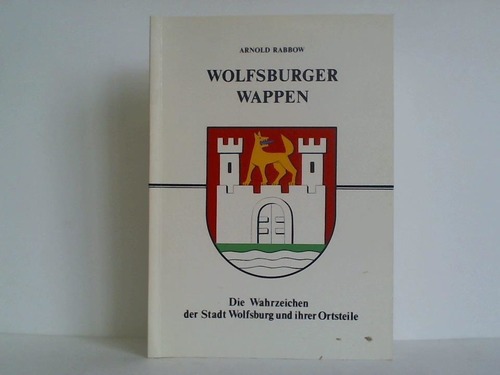 ARNOLD RABBOW
WOLFSBURGER
WAPPEN
Die Wahrzeichen
der Stadt Wolfsburg und ihrer Ortsteile